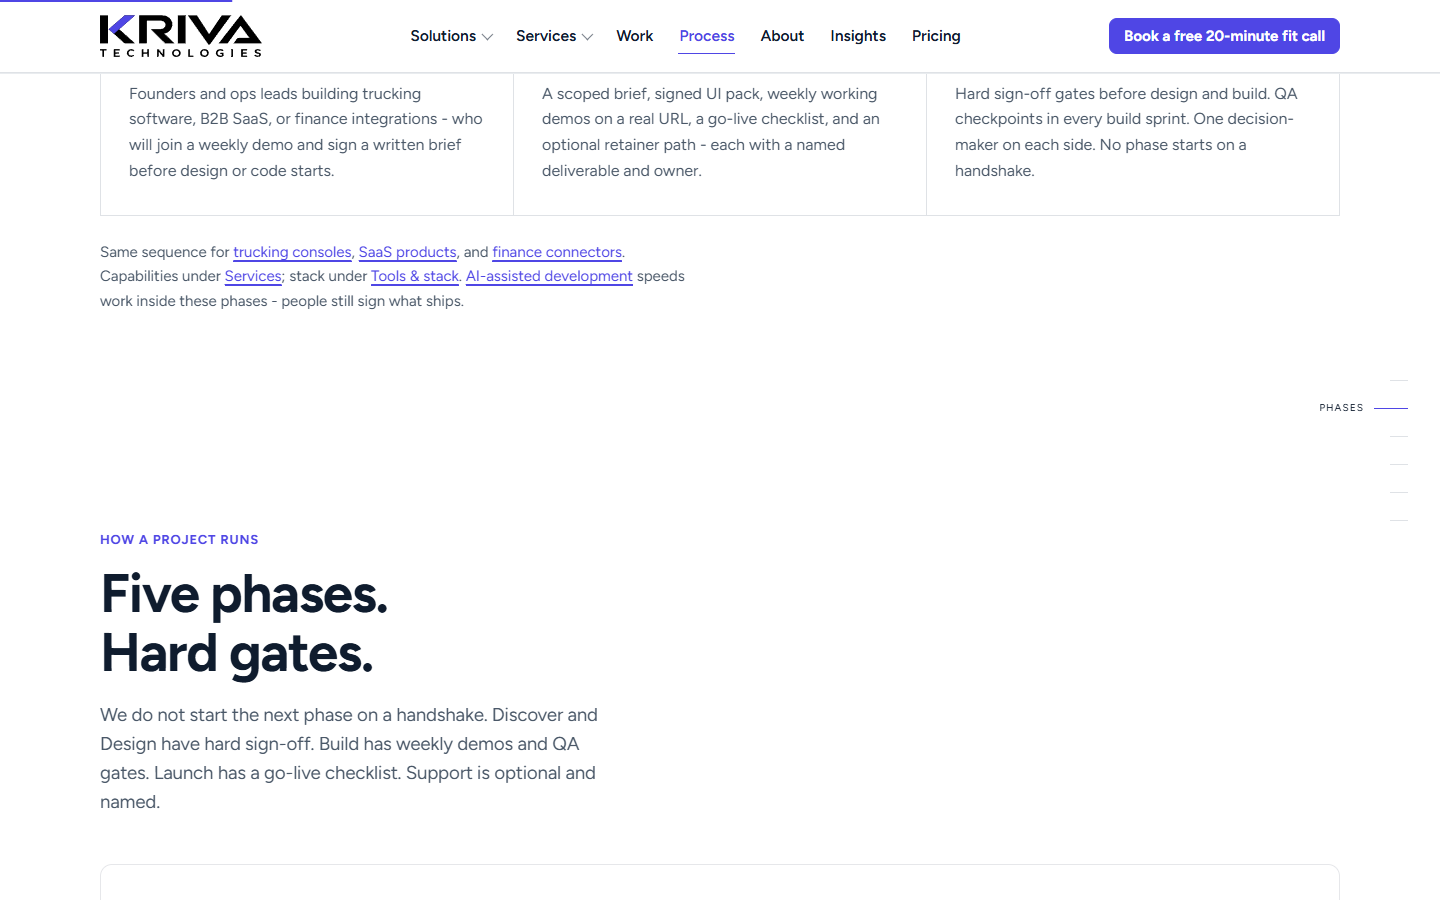 KRIVA
TECHNOLOGIES
Solutions
Services
Work
Process
About
Insights
Pricing
Book a free 20-minute fit call
Founders and ops leads building trucking
software, B2B SaaS, or finance integrations - who
will join a weekly demo and sign a written brief
before design or code starts.
A scoped brief, signed UI pack, weekly working
demos on a real URL, a go-live checklist, and an
optional retainer path - each with a named
deliverable and owner.
Hard sign-off gates before design and build. QA
checkpoints in every build sprint. One decision-
maker on each side. No phase starts on a
handshake.
Same sequence for trucking consoles, SaaS products, and finance connectors.
Capabilities under Services; stack under Tools & stack. AI-assisted development speeds
work inside these phases - people still sign what ships.
PHASES
HOW A PROJECT RUNS
Five phases.
Hard gates.
We do not start the next phase on a handshake. Discover and
Design have hard sign-off. Build has weekly demos and QA
gates. Launch has a go-live checklist. Support is optional and
named.